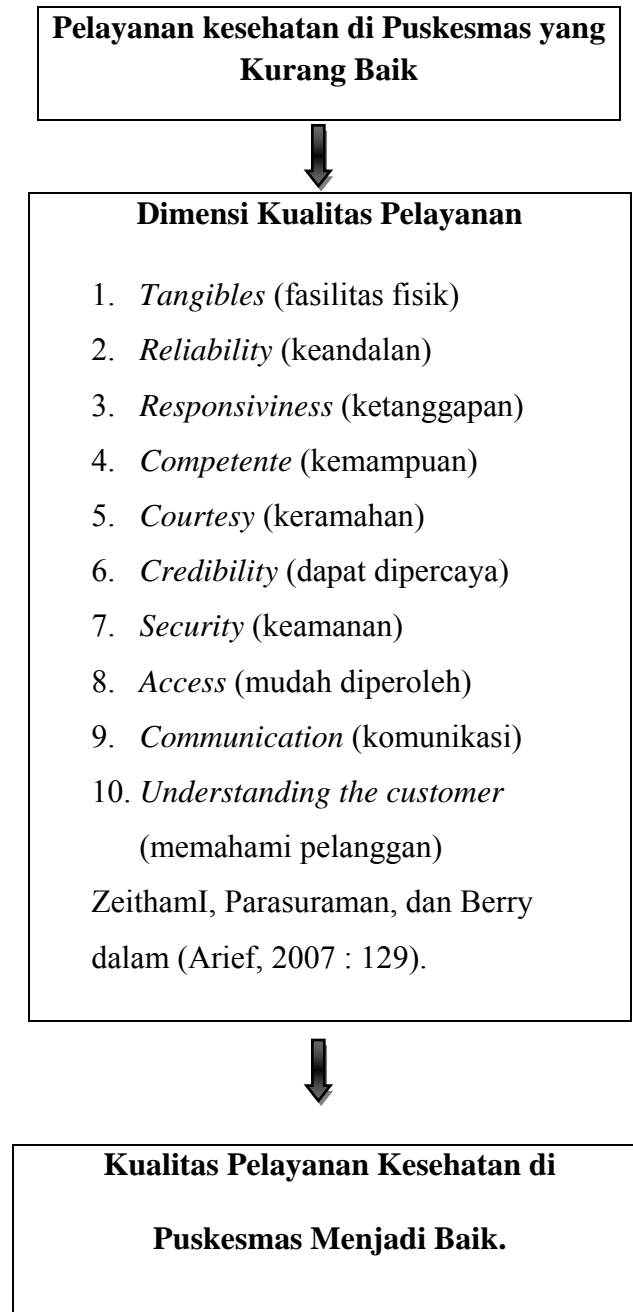 Pelayanan kesehatan di Puskesmas yang
Kurang Baik
Dimensi Kualitas Pelayanan
1. Tangibles (fasilitas fisik)
2. Reliability (keandalan)
3. Responsiviness (ketanggapan)
4. Competente (kemampuan)
5. Courtesy (keramahan)
6. Credibility (dapat dipercaya)
7. Security (keamanan)
8. Access (mudah diperoleh)
9. Communication (komunikasi)
10. Understanding the customer
(memahami pelanggan)
ZeithamI, Parasuraman, dan Berry
dalam (Arief, 2007 : 129).
Kualitas Pelayanan Kesehatan di
Puskesmas Menjadi Baik.